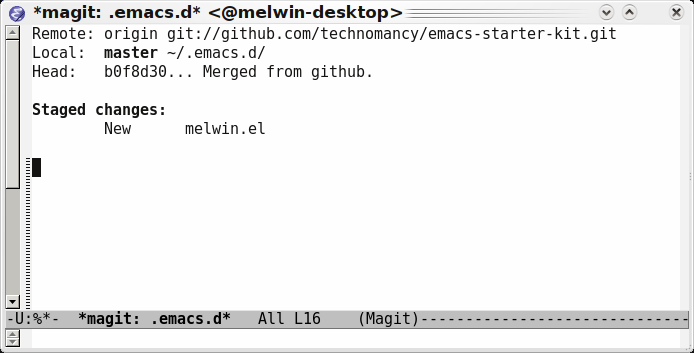 *magit: .emacs.d* <@melwin-desktop>
Remote: origin git://github.com/technomancy/emacs-starter-kit.git
Local:  master ~/.emacs.d/
Head:   b0f8d30... Merged from github.
Staged changes:
        New      melwin.el
-U:%*-  *magit: .emacs.d*   All L16    (Magit)------------------------------